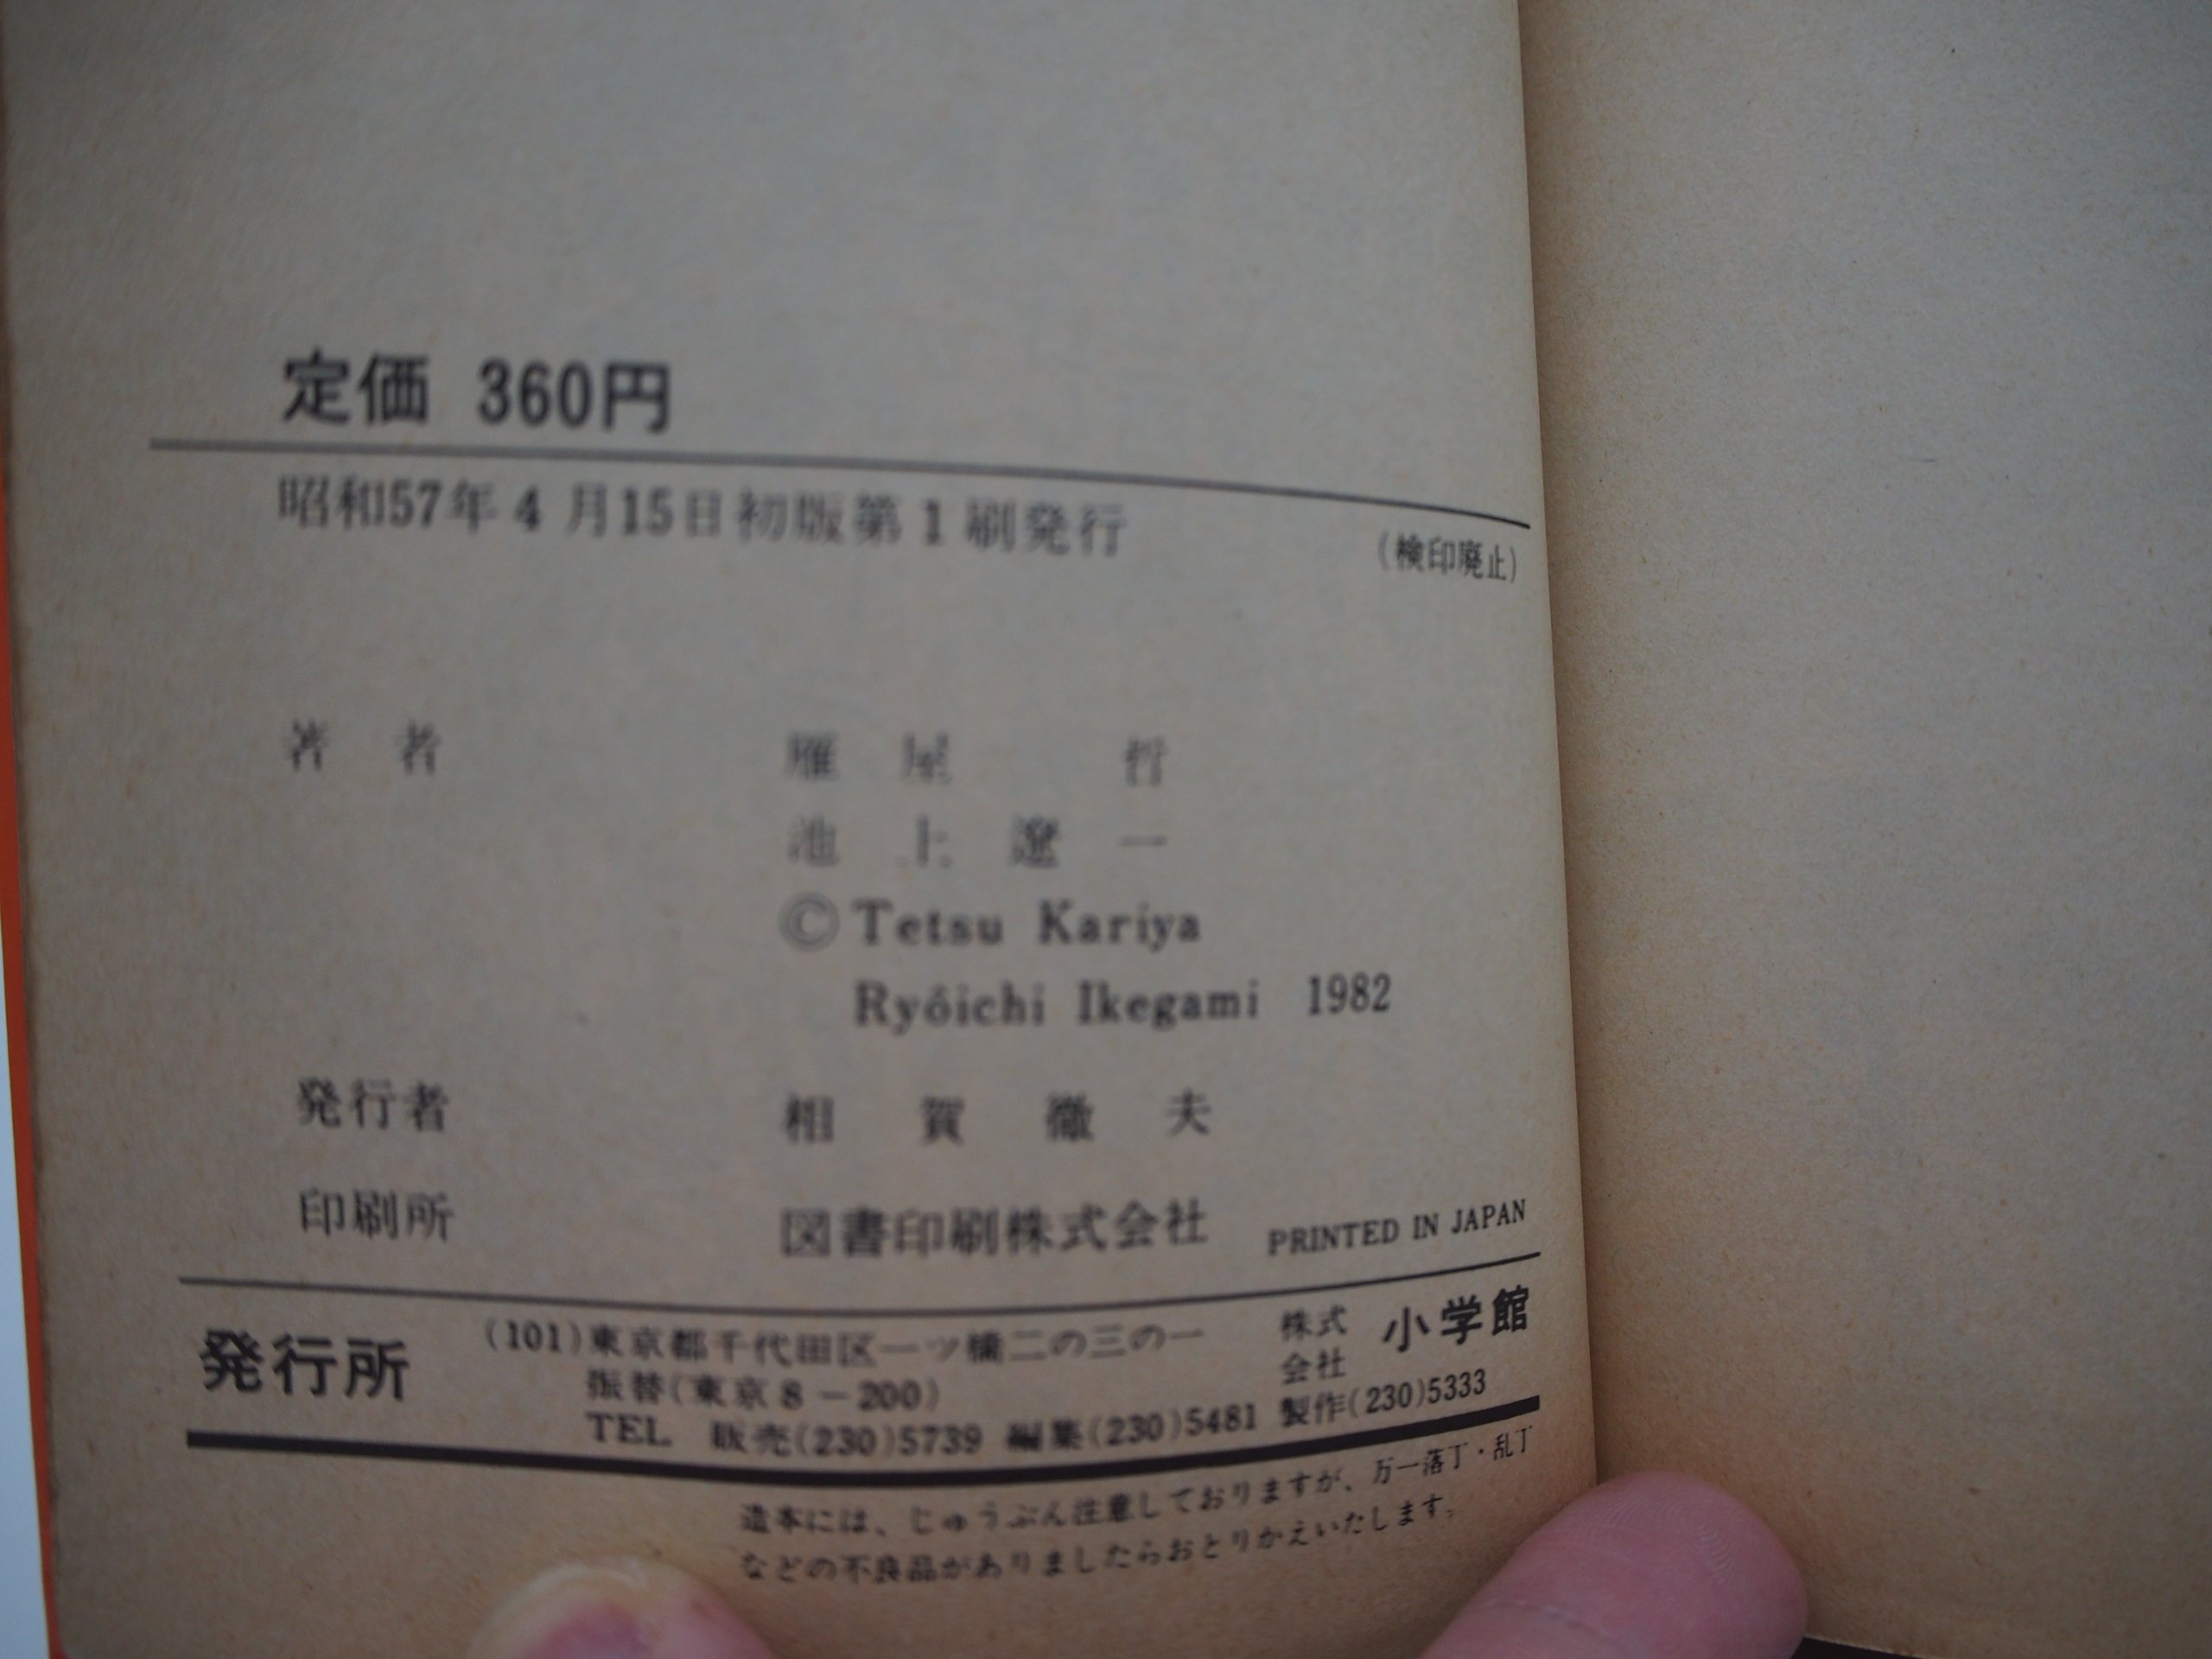 定価 360円
昭和57年4月15日初版第1刷発行
(検印廃止)
著者 雁屋 哲
池上遼一
©Tetsu Kariya
Ryôichi Ikegami 1982
発行者 相賀徹夫
印刷所 図書印刷株式会社 PRINTED IN JAPAN
発行所 (101)東京都千代田区一ツ橋二の三の一 株式会社 小学館
振替(東京8-200)
TEL 販売(230)5739 編集(230)5481 製作(230)5333
造本には、じゅうぶん注意しておりますが、万一落丁・乱丁
などの不良品がありましたらおとりかえいたします。